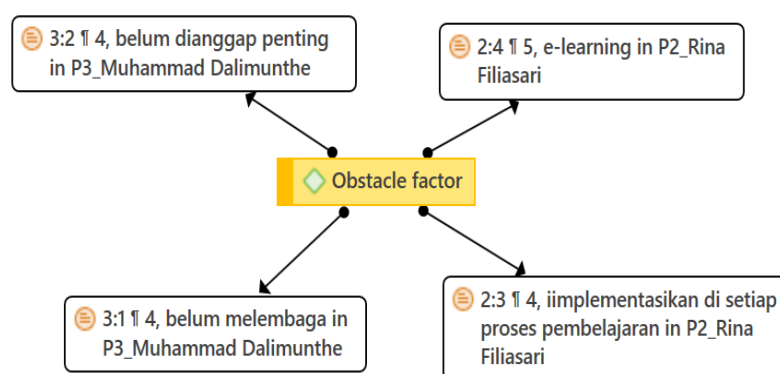 3:2 ¶ 4, belum dianggap penting
in P3_Muhammad Dalimunthe
2:4 ¶ 5, e-learning in P2_Rina
Filiasari
Obstacle factor
3:1 ¶ 4, belum melembaga in
P3_Muhammad Dalimunthe
2:3 ¶ 4, iimplementasikan di setiap
proses pembelajaran in P2_Rina
Filiasari